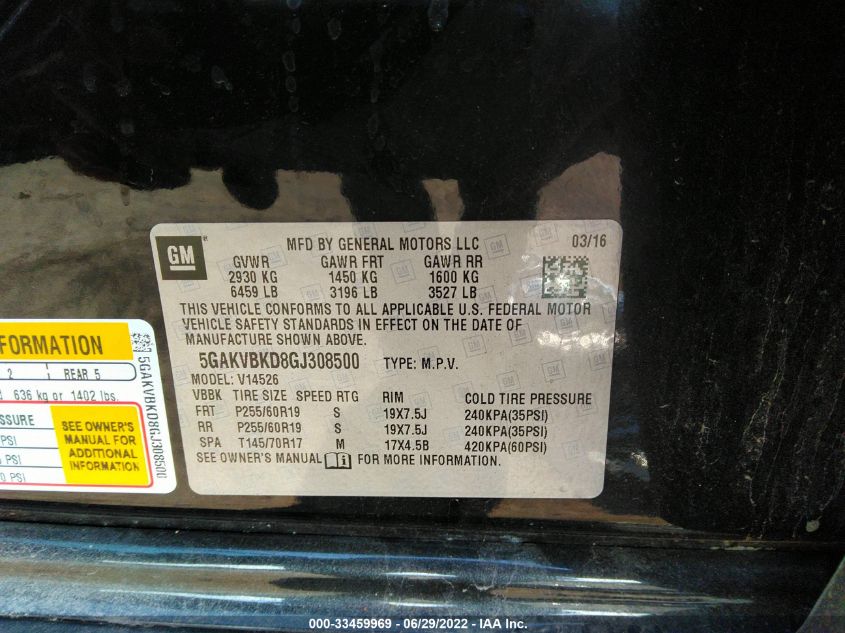 GM
MFD BY GENERAL MOTORS LLC 03/16
GVWR GAWR FRT GAWR RR
2930 KG 1450 KG 1600 KG
6459 LB 3196 LB 3527 LB
THIS VEHICLE CONFORMS TO ALL APPLICABLE U.S. FEDERAL MOTOR
VEHICLE SAFETY STANDARDS IN EFFECT ON THE DATE OF
MANUFACTURE SHOWN ABOVE.
5GAKVBKD8GJ308500 TYPE: M.P.V.
MODEL: V14526
VBBK TIRE SIZE SPEED RTG RIM COLD TIRE PRESSURE
FRT P255/60R19 S 19X7.5J 240KPA(35PSI)
RR P255/60R19 S 19X7.5J 240KPA(35PSI)
SPA T145/70R17 M 17X4.5B 420KPA(60PSI)
SEE OWNER'S MANUAL i FOR MORE INFORMATION.
FORMATION
2 REAR 5
636 kg or 1402 lbs.
SSURE
PSI
PSI
0 PSI
SEE OWNER'S
MANUAL FOR
ADDITIONAL
INFORMATION
5GAKVBKD8GJ308500
000-33459969 - 06/29/2022 - IAA Inc.